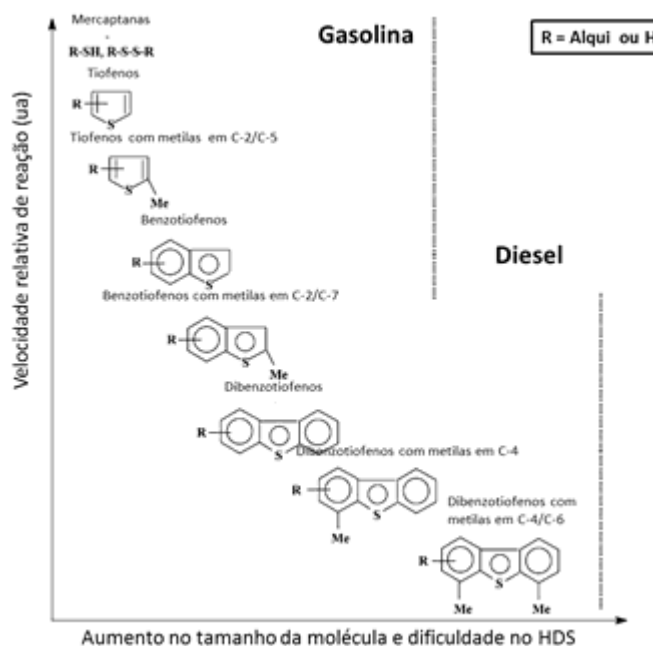 Mercaptanas
R-SH, R-S-S-R
Gasolina
R = Alqui ou H
Tiofenos
R
S
Tiofenos com metilas em C-2/C-5
R
S
Me
Benzotiofenos
R
S
Diesel
Benzotiofenos com metilas em C-2/C-7
R
S
Me
Dibenzotiofenos
R
S
Dibenzotiofenos com metilas em C-4
R
S
Me
Dibenzotiofenos com
metilas em C-4/C-6
R
S
Me Me
Velocidade relativa de reação (ua)
Aumento no tamanho da molécula e dificuldade no HDS